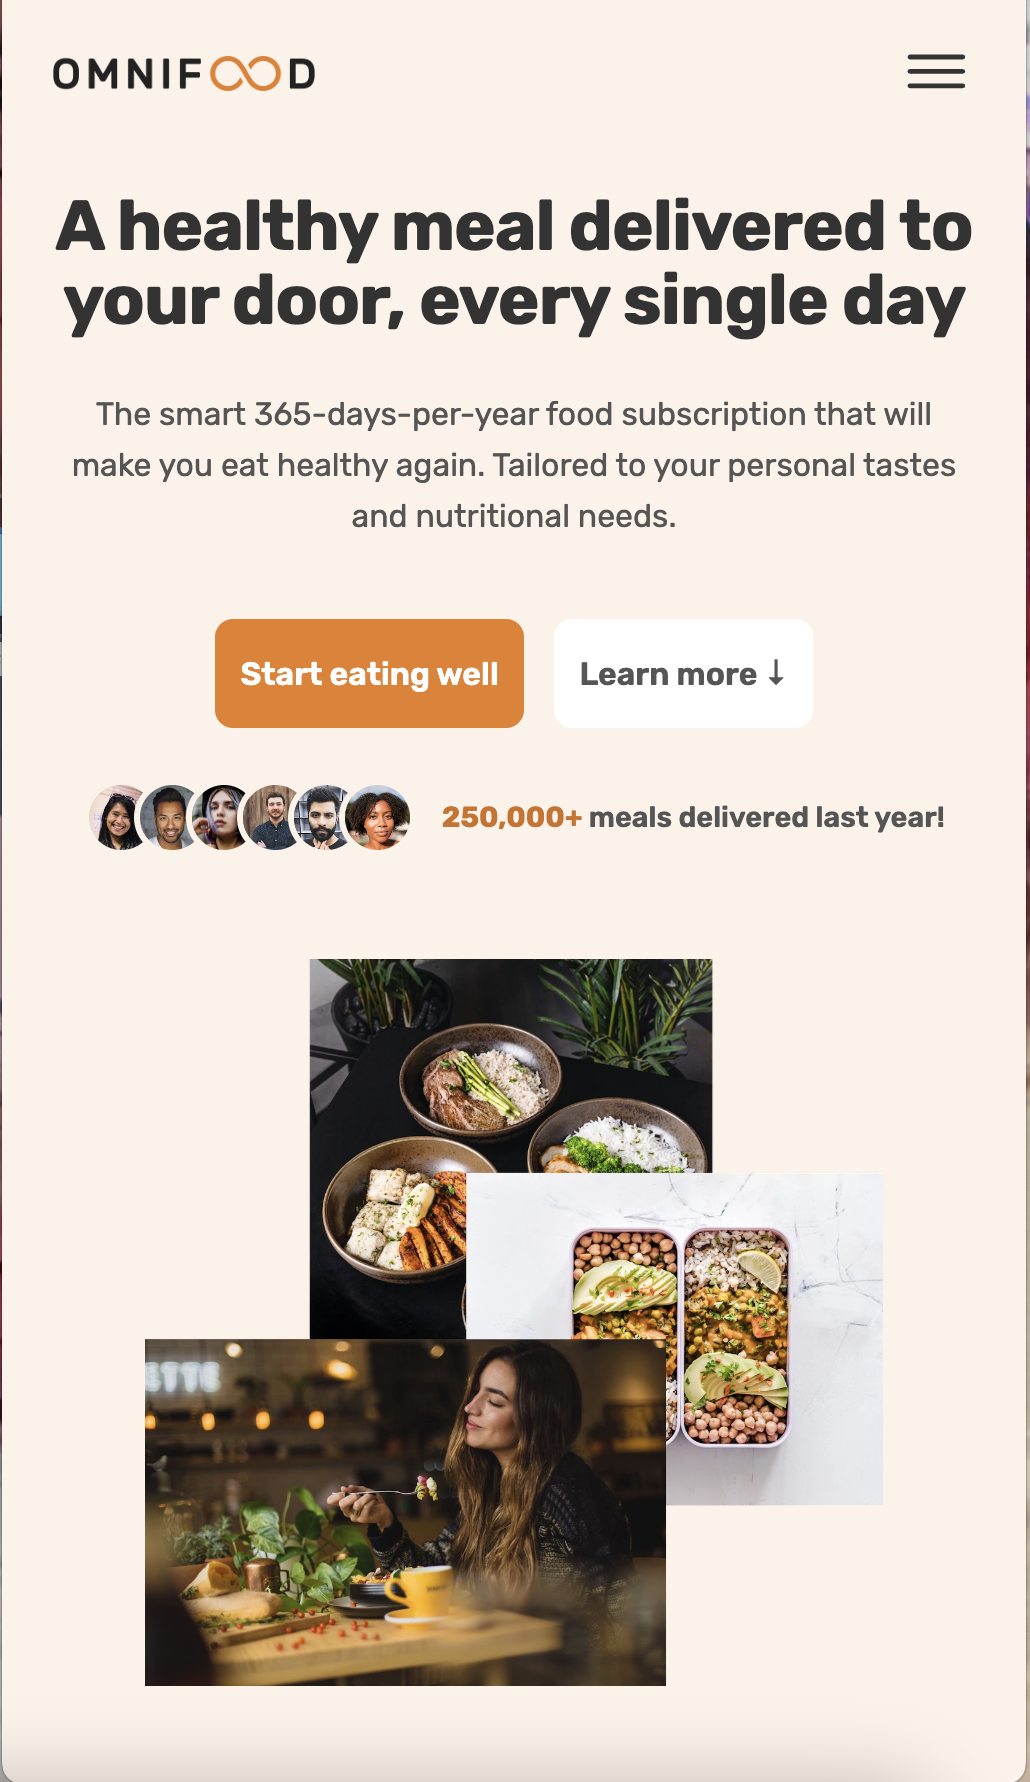 OMNIFOOD
A healthy meal delivered to
your door, every single day
The smart 365-days-per-year food subscription that will
make you eat healthy again. Tailored to your personal tastes
and nutritional needs.
Start eating well
Learn more ↓
250,000+ meals delivered last year!
ETTE